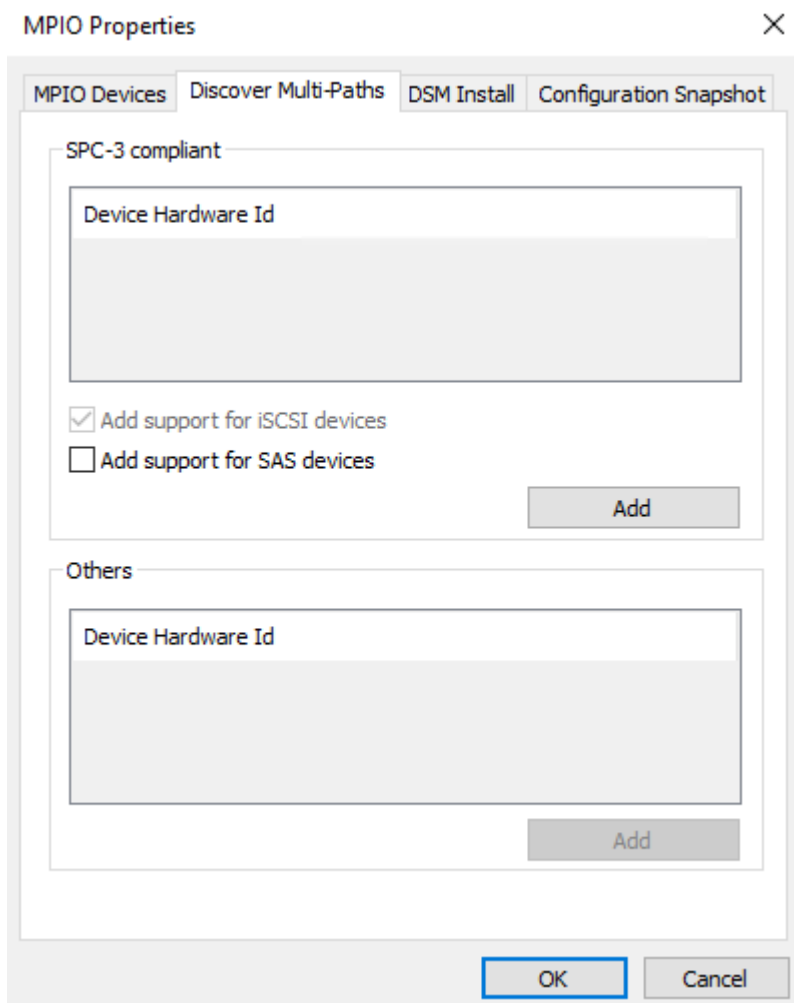 MPIO Properties
MPIO Devices Discover Multi-Paths DSM Install Configuration Snapshot
SPC-3 compliant
Device Hardware Id
Add support for iSCSI devices
Add support for SAS devices
Add
Others
Device Hardware Id
Add
OK Cancel